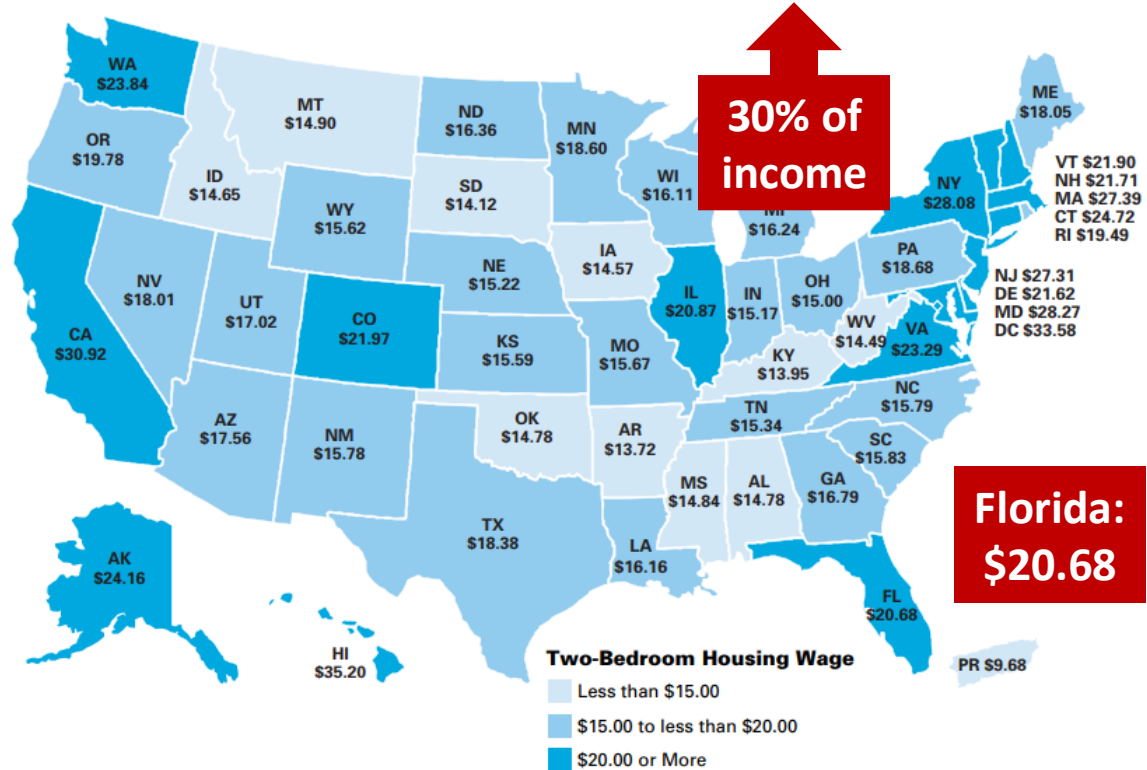 30% of
income
WA
$23.84
OR
$19.78
CA
$30.92
ID
$14.65
NV
$18.01
MT
$14.90
WY
$15.62
UT
$17.02
AZ
$17.56
CO
$21.97
NM
$15.78
ND
$16.36
SD
$14.12
NE
$15.22
KS
$15.59
OK
$14.78
TX
$18.38
MN
$18.60
IA
$14.57
MO
$15.67
AR
$13.72
LA
$16.16
WI
$16.11
IL
$20.87
MI
$16.24
IN
$15.17
OH
$15.00
KY
$13.95
TN
$15.34
MS
$14.84
AL
$14.78
GA
$16.79
FL
$20.68
SC
$15.83
NC
$15.79
VA
$23.29
WV
$14.49
PA
$18.68
NY
$28.08
ME
$18.05
VT $21.90
NH $21.71
MA $27.39
CT $24.72
RI $19.49
NJ $27.31
DE $21.62
MD $28.27
DC $33.58
AK
$24.16
HI
$35.20
PR $9.68
Florida:
$20.68
Two-Bedroom Housing Wage
Less than $15.00
$15.00 to less than $20.00
$20.00 or More